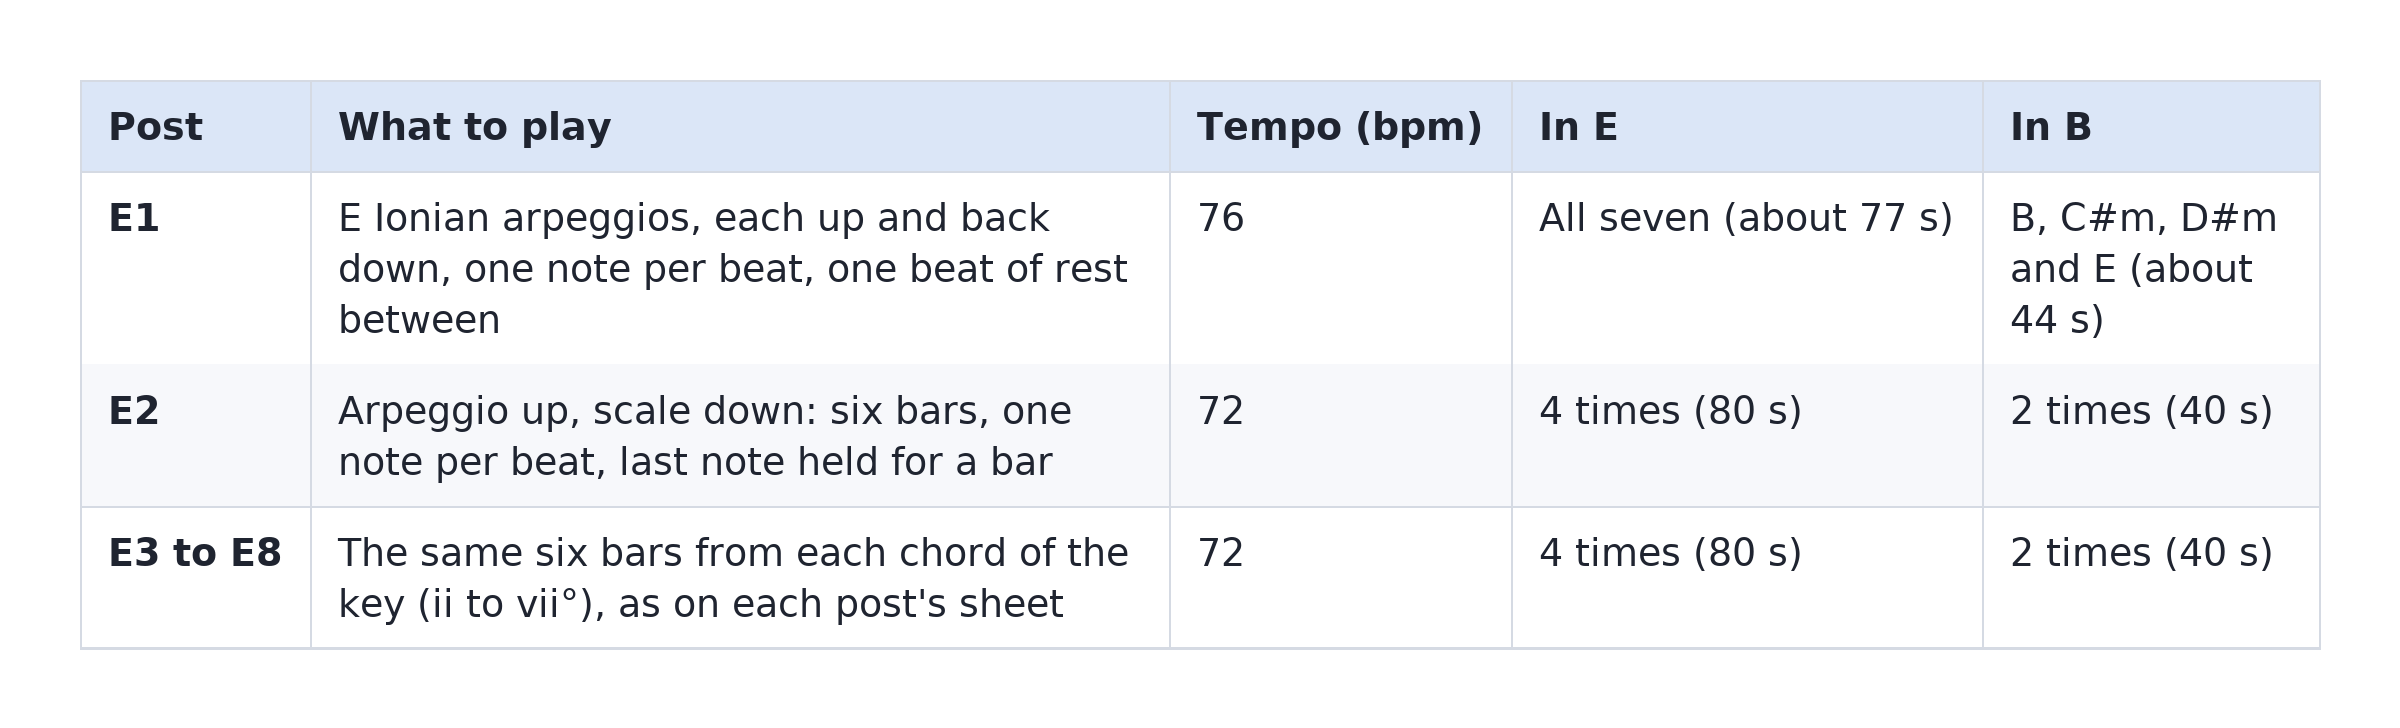 Post What to play Tempo (bpm) In E In B
E1 E Ionian arpeggios, each up and back 76 All seven (about 77 s) B, C#m, D#m
down, one note per beat, one beat of rest and E (about
between 44 s)
E2 Arpeggio up, scale down: six bars, one 72 4 times (80 s) 2 times (40 s)
note per beat, last note held for a bar
E3 to E8 The same six bars from each chord of the 72 4 times (80 s) 2 times (40 s)
key (ii to vii°), as on each post's sheet